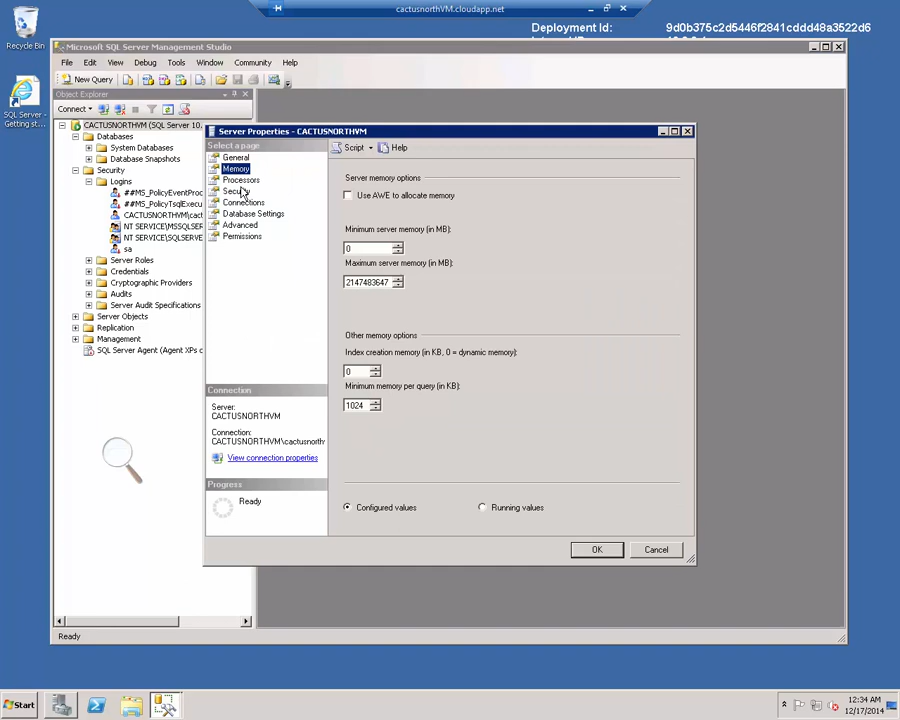 cactusnorthVM.cloudapp.net
Deployment Id: 9d0b375c2d5446f2841cddd48a3522d6
Recycle Bin
SQL Server -
Getting st...
Microsoft SQL Server Management Studio
File Edit View Debug Tools Window Community Help
New Query
Object Explorer
Connect
CACTUSNORTHVM (SQL Server 10.
Databases
System Databases
Database Snapshots
Security
Logins
##MS_PolicyEventProc
##MS_PolicyTsqlExecu
CACTUSNORTHVM\cact
NT SERVICE\MSSQLSER
NT SERVICE\SQLSERVE
sa
Server Roles
Credentials
Cryptographic Providers
Audits
Server Audit Specifications
Server Objects
Replication
Management
SQL Server Agent (Agent XPs c
Server Properties - CACTUSNORTHVM
Select a page
General
Memory
Processors
Security
Connections
Database Settings
Advanced
Permissions
Connection
Server:
CACTUSNORTHVM
Connection:
CACTUSNORTHVM\cactusnorth
View connection properties
Progress
Ready
Script Help
Server memory options
Use AWE to allocate memory
Minimum server memory (in MB):
0
Maximum server memory (in MB):
2147483647
Other memory options
Index creation memory (in KB, 0 = dynamic memory):
0
Minimum memory per query (in KB):
1024
Configured values Running values
OK Cancel
Ready
Start
12:34 AM
12/17/2014